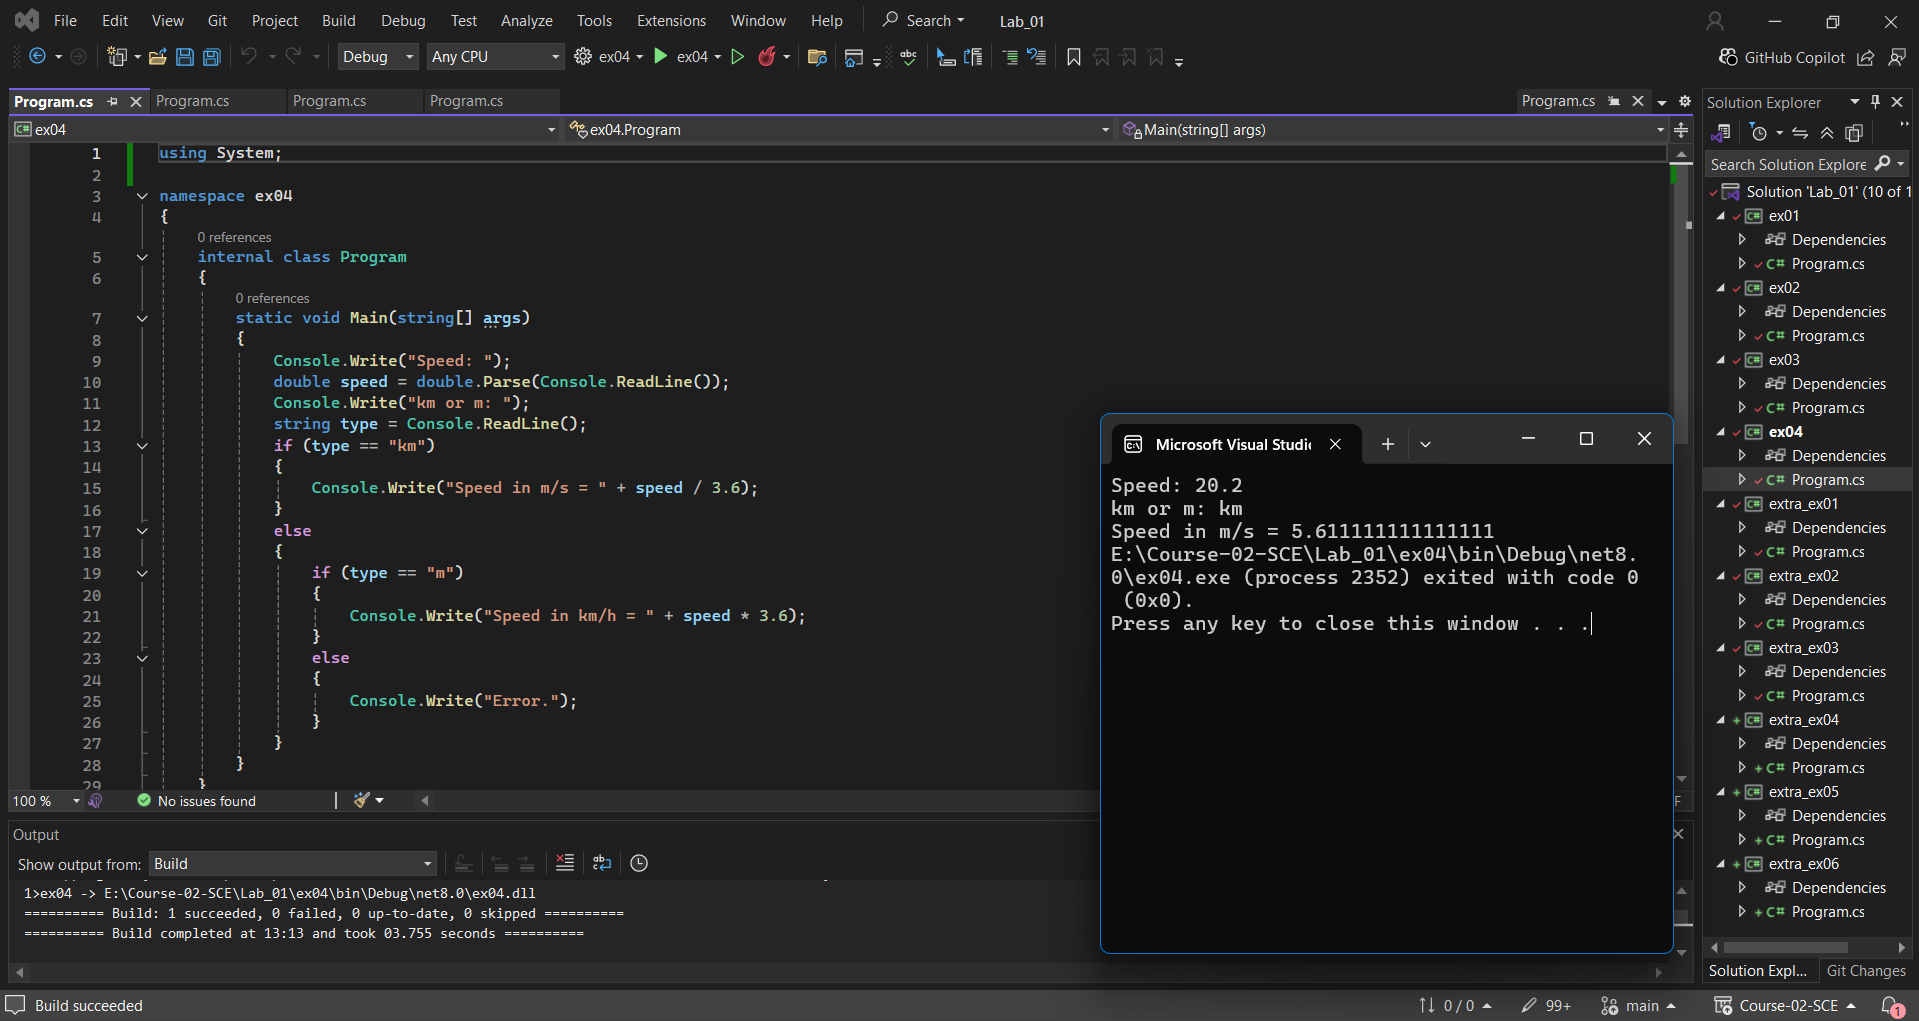 File Edit View Git Project Build Debug Test Analyze Tools Extensions Window Help Search Lab_01
Debug Any CPU ex04 ex04 abc GitHub Copilot
Program.cs Program.cs Program.cs Program.cs Program.cs
C# ex04 ex04.Program Main(string[] args)
1 using System;
2
3 namespace ex04
4 {
0 references
5 internal class Program
6 {
0 references
7 static void Main(string[] args)
8 {
9 Console.Write("Speed: ");
10 double speed = double.Parse(Console.ReadLine());
11 Console.Write("km or m: ");
12 string type = Console.ReadLine();
13 if (type == "km")
14 {
15 Console.Write("Speed in m/s = " + speed / 3.6);
16 }
17 else
18 {
19 if (type == "m")
20 {
21 Console.Write("Speed in km/h = " + speed * 3.6);
22 }
23 else
24 {
25 Console.Write("Error.");
26 }
27 }
28 }
29 }
100 % No issues found
Output
Show output from: Build
1>ex04 -> E:\Course-02-SCE\Lab_01\ex04\bin\Debug\net8.0\ex04.dll
========== Build: 1 succeeded, 0 failed, 0 up-to-date, 0 skipped ==========
========== Build completed at 13:13 and took 03.755 seconds ==========
Microsoft Visual Studi
Speed: 20.2
km or m: km
Speed in m/s = 5.611111111111111
E:\Course-02-SCE\Lab_01\ex04\bin\Debug\net8.
0\ex04.exe (process 2352) exited with code 0
(0x0).
Press any key to close this window . . .
Solution Explorer
Search Solution Explore
Solution 'Lab_01' (10 of 1
C# ex01
Dependencies
C# Program.cs
C# ex02
Dependencies
C# Program.cs
C# ex03
Dependencies
C# Program.cs
C# ex04
Dependencies
C# Program.cs
C# extra_ex01
Dependencies
C# Program.cs
C# extra_ex02
Dependencies
C# Program.cs
C# extra_ex03
Dependencies
C# Program.cs
C# extra_ex04
Dependencies
C# Program.cs
C# extra_ex05
Dependencies
C# Program.cs
C# extra_ex06
Dependencies
C# Program.cs
Solution Expl... Git Changes
Build succeeded 0 / 0 99+ main Course-02-SCE 1